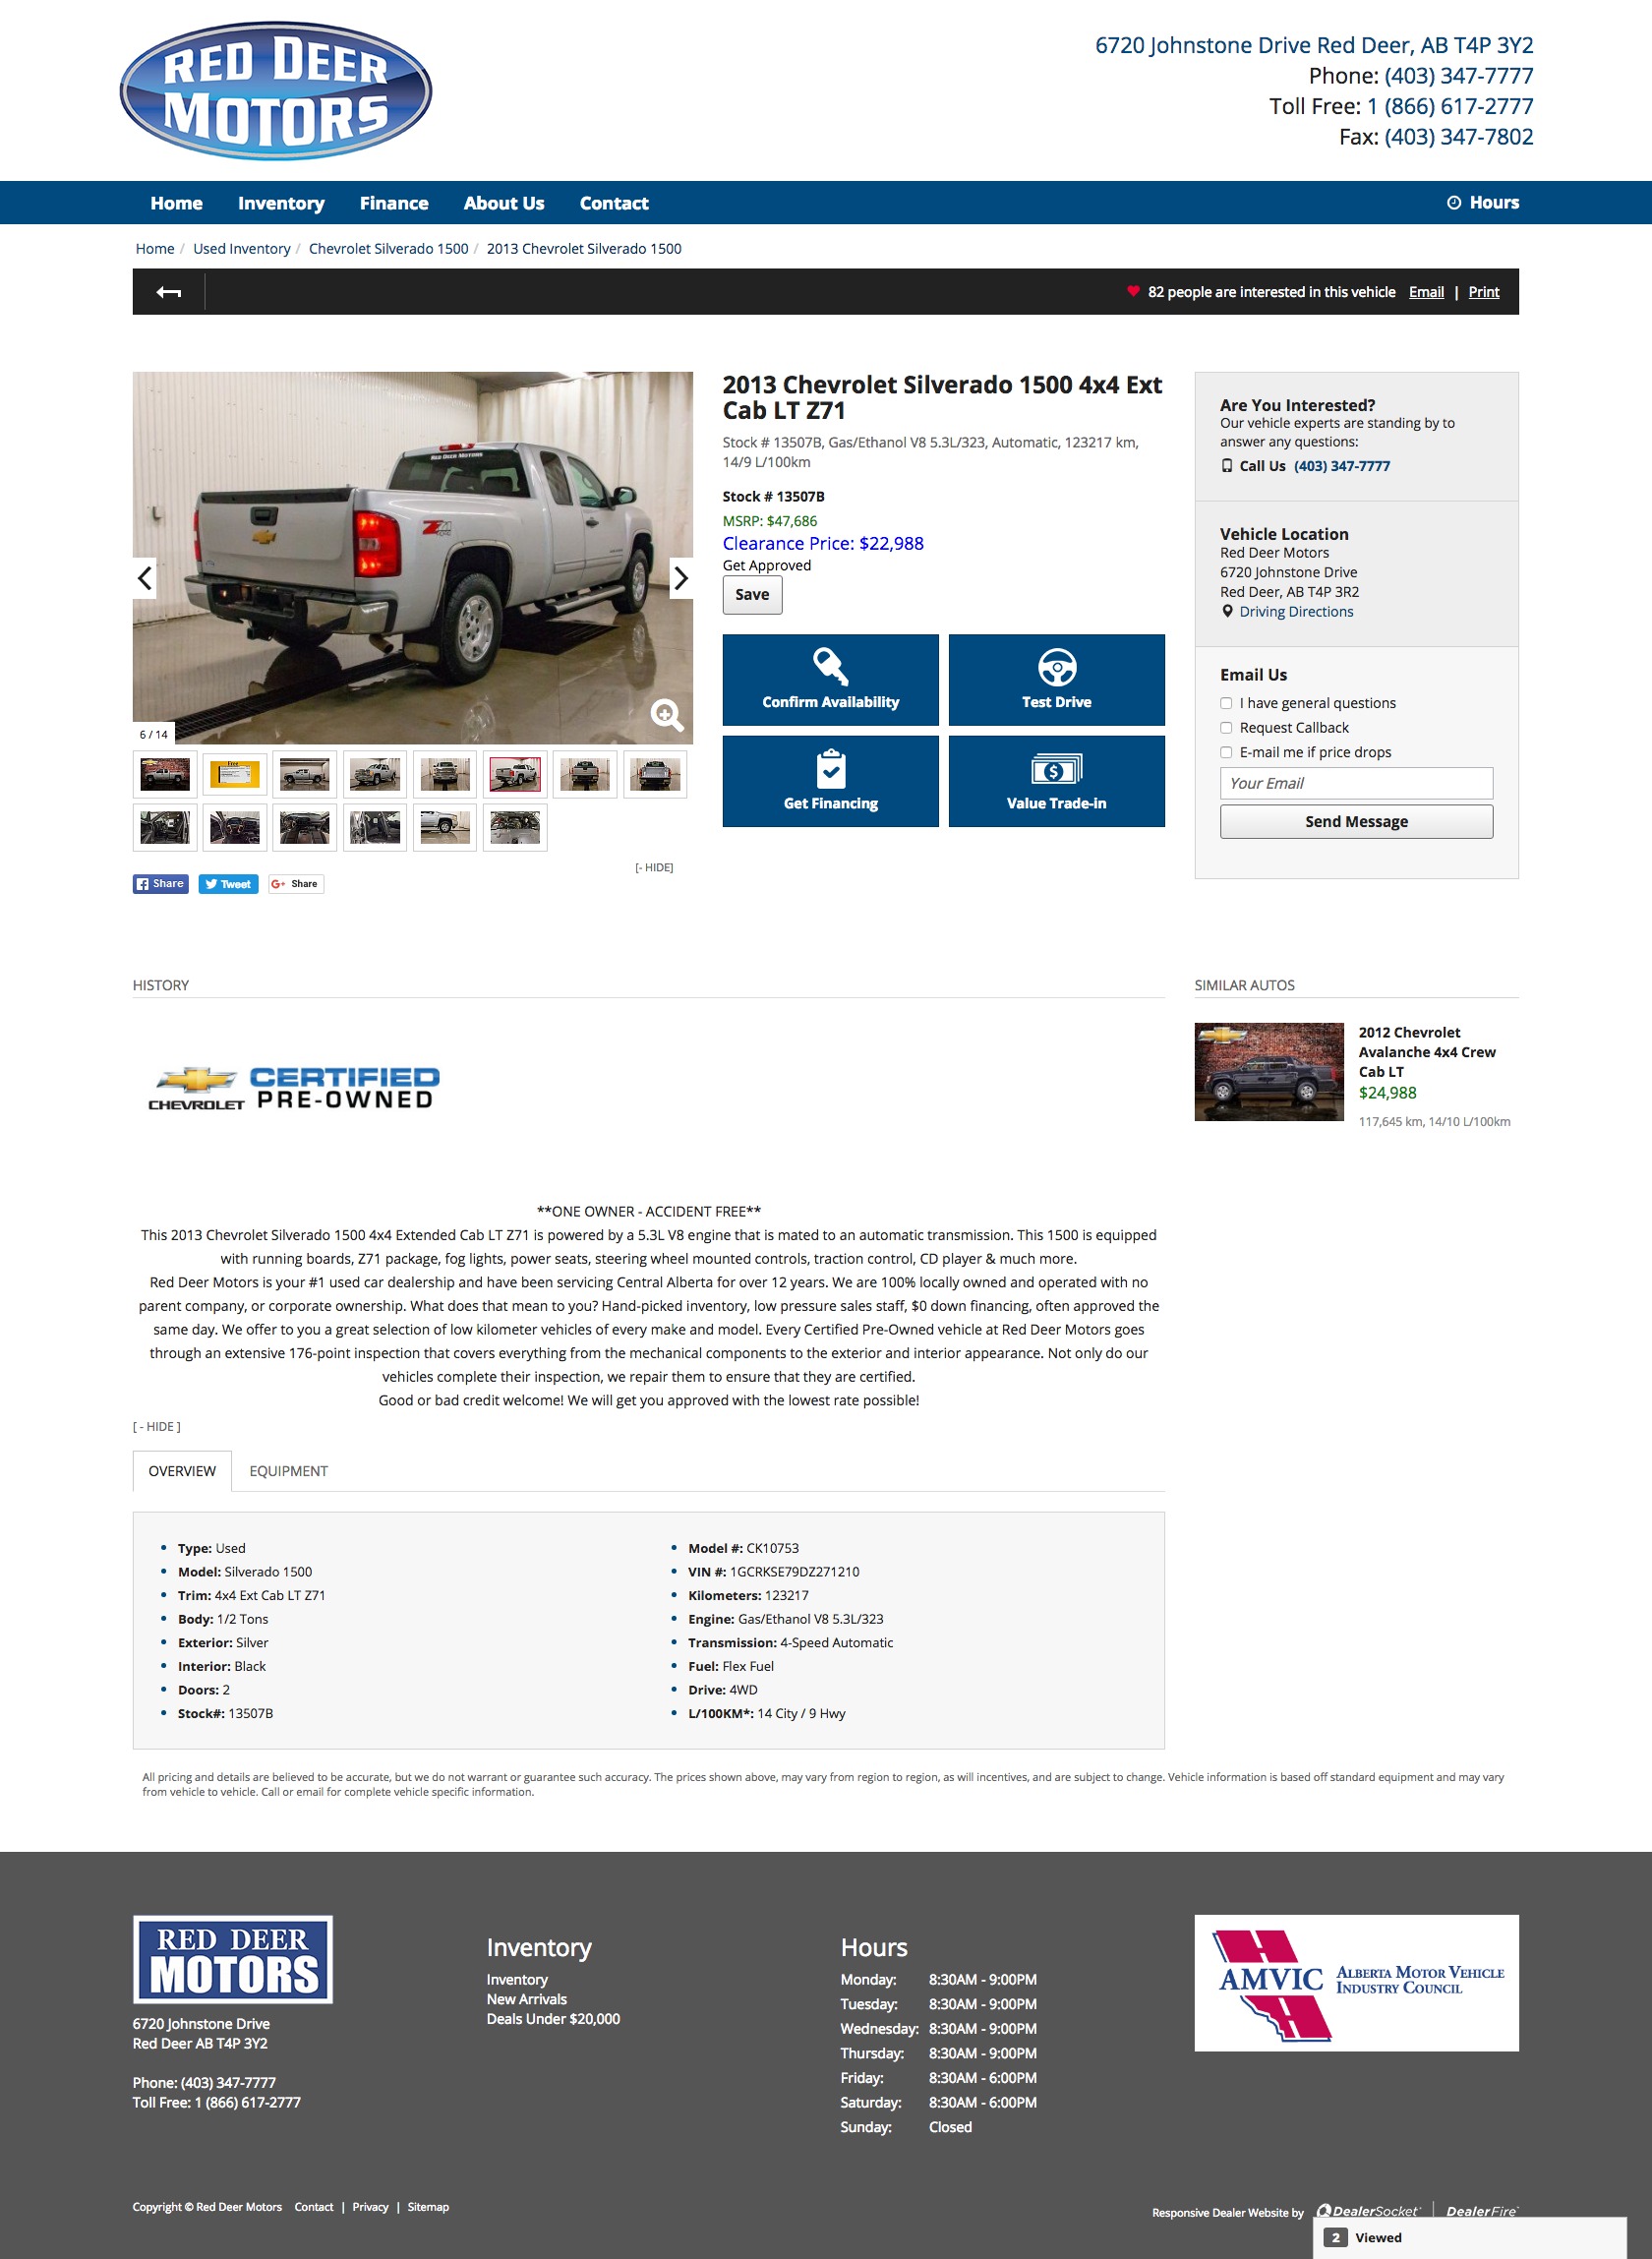 RED DEER
MOTORS
6720 Johnstone Drive Red Deer, AB T4P 3Y2
Phone: (403) 347-7777
Toll Free: 1 (866) 617-2777
Fax: (403) 347-7802
Home Inventory Finance About Us Contact Hours
Home / Used Inventory / Chevrolet Silverado 1500 / 2013 Chevrolet Silverado 1500
82 people are interested in this vehicle Email | Print
RED DEER MOTORS
Z71
6 / 14
[- HIDE]
Share Tweet G+ Share
2013 Chevrolet Silverado 1500 4x4 Ext
Cab LT Z71
Stock # 13507B, Gas/Ethanol V8 5.3L/323, Automatic, 123217 km,
14/9 L/100km
Stock # 13507B
MSRP: $47,686
Clearance Price: $22,988
Get Approved
Save
Confirm Availability
Test Drive
Get Financing
Value Trade-in
Are You Interested?
Our vehicle experts are standing by to
answer any questions:
Call Us (403) 347-7777
Vehicle Location
Red Deer Motors
6720 Johnstone Drive
Red Deer, AB T4P 3R2
Driving Directions
Email Us
I have general questions
Request Callback
E-mail me if price drops
Your Email
Send Message
HISTORY
CHEVROLET
CERTIFIED
PRE-OWNED
SIMILAR AUTOS
2012 Chevrolet
Avalanche 4x4 Crew
Cab LT
$24,988
117,645 km, 14/10 L/100km
**ONE OWNER - ACCIDENT FREE**
This 2013 Chevrolet Silverado 1500 4x4 Extended Cab LT Z71 is powered by a 5.3L V8 engine that is mated to an automatic transmission. This 1500 is equipped
with running boards, Z71 package, fog lights, power seats, steering wheel mounted controls, traction control, CD player & much more.
Red Deer Motors is your #1 used car dealership and have been servicing Central Alberta for over 12 years. We are 100% locally owned and operated with no
parent company, or corporate ownership. What does that mean to you? Hand-picked inventory, low pressure sales staff, $0 down financing, often approved the
same day. We offer to you a great selection of low kilometer vehicles of every make and model. Every Certified Pre-Owned vehicle at Red Deer Motors goes
through an extensive 176-point inspection that covers everything from the mechanical components to the exterior and interior appearance. Not only do our
vehicles complete their inspection, we repair them to ensure that they are certified.
Good or bad credit welcome! We will get you approved with the lowest rate possible!
[ - HIDE ]
OVERVIEW EQUIPMENT
Type: Used
Model: Silverado 1500
Trim: 4x4 Ext Cab LT Z71
Body: 1/2 Tons
Exterior: Silver
Interior: Black
Doors: 2
Stock#: 13507B
Model #: CK10753
VIN #: 1GCRKSE79DZ271210
Kilometers: 123217
Engine: Gas/Ethanol V8 5.3L/323
Transmission: 4-Speed Automatic
Fuel: Flex Fuel
Drive: 4WD
L/100KM*: 14 City / 9 Hwy
All pricing and details are believed to be accurate, but we do not warrant or guarantee such accuracy. The prices shown above, may vary from region to region, as will incentives, and are subject to change. Vehicle information is based off standard equipment and may vary
from vehicle to vehicle. Call or email for complete vehicle specific information.
RED DEER
MOTORS
6720 Johnstone Drive
Red Deer AB T4P 3Y2
Phone: (403) 347-7777
Toll Free: 1 (866) 617-2777
Inventory
Inventory
New Arrivals
Deals Under $20,000
Hours
Monday: 8:30AM - 9:00PM
Tuesday: 8:30AM - 9:00PM
Wednesday: 8:30AM - 9:00PM
Thursday: 8:30AM - 9:00PM
Friday: 8:30AM - 6:00PM
Saturday: 8:30AM - 6:00PM
Sunday: Closed
AMVIC
ALBERTA MOTOR VEHICLE
INDUSTRY COUNCIL
Copyright © Red Deer Motors Contact | Privacy | Sitemap
Responsive Dealer Website by DealerSocket | DealerFire
2 Viewed